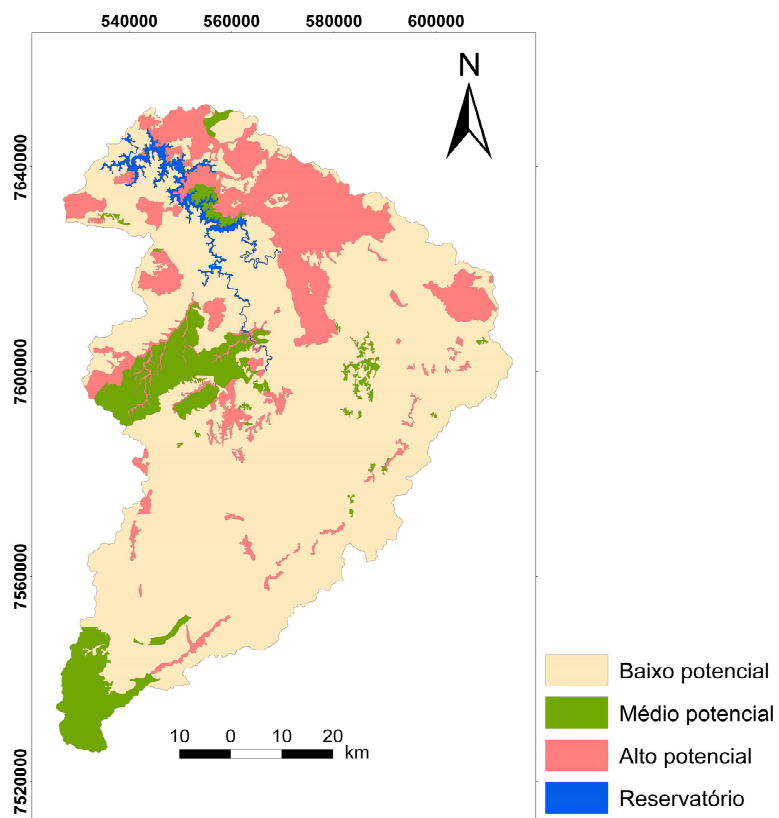 540000 560000 580000 600000
N
7640000
7600000
7560000
7520000
10 0 10 20
km
Baixo potencial
Médio potencial
Alto potencial
Reservatório